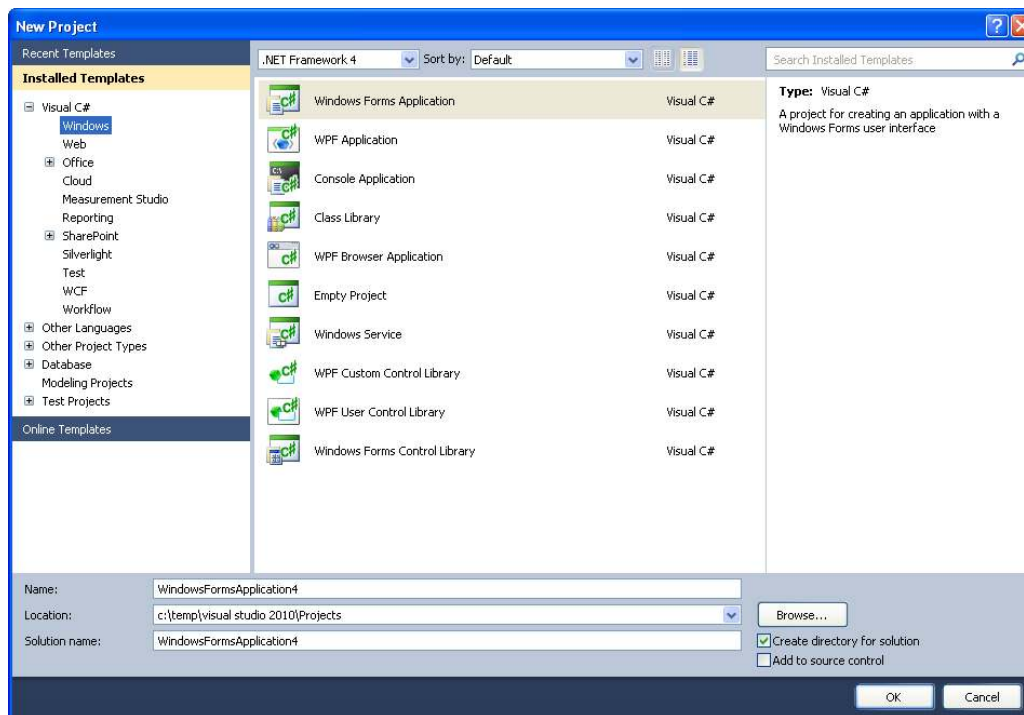 New Project
Recent Templates
Installed Templates
Visual C#
Windows
Web
Office
Cloud
Measurement Studio
Reporting
SharePoint
Silverlight
Test
WCF
Workflow
Other Languages
Other Project Types
Database
Modeling Projects
Test Projects
Online Templates
.NET Framework 4 Sort by: Default
Windows Forms Application Visual C#
WPF Application Visual C#
Console Application Visual C#
Class Library Visual C#
WPF Browser Application Visual C#
Empty Project Visual C#
Windows Service Visual C#
WPF Custom Control Library Visual C#
WPF User Control Library Visual C#
Windows Forms Control Library Visual C#
Search Installed Templates
Type: Visual C#
A project for creating an application with a
Windows Forms user interface
Name: WindowsFormsApplication4
Location: c:\temp\visual studio 2010\Projects Browse...
Solution name: WindowsFormsApplication4
Create directory for solution
Add to source control
OK Cancel